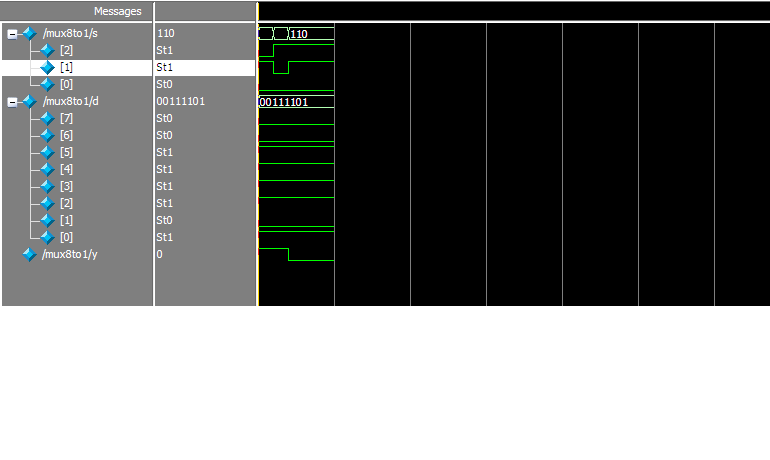 Messages
/mux8to1/s 110 110
[2] St1
[1] St1
[0] St0
/mux8to1/d 00111101 00111101
[7] St0
[6] St0
[5] St1
[4] St1
[3] St1
[2] St1
[1] St0
[0] St1
/mux8to1/y 0